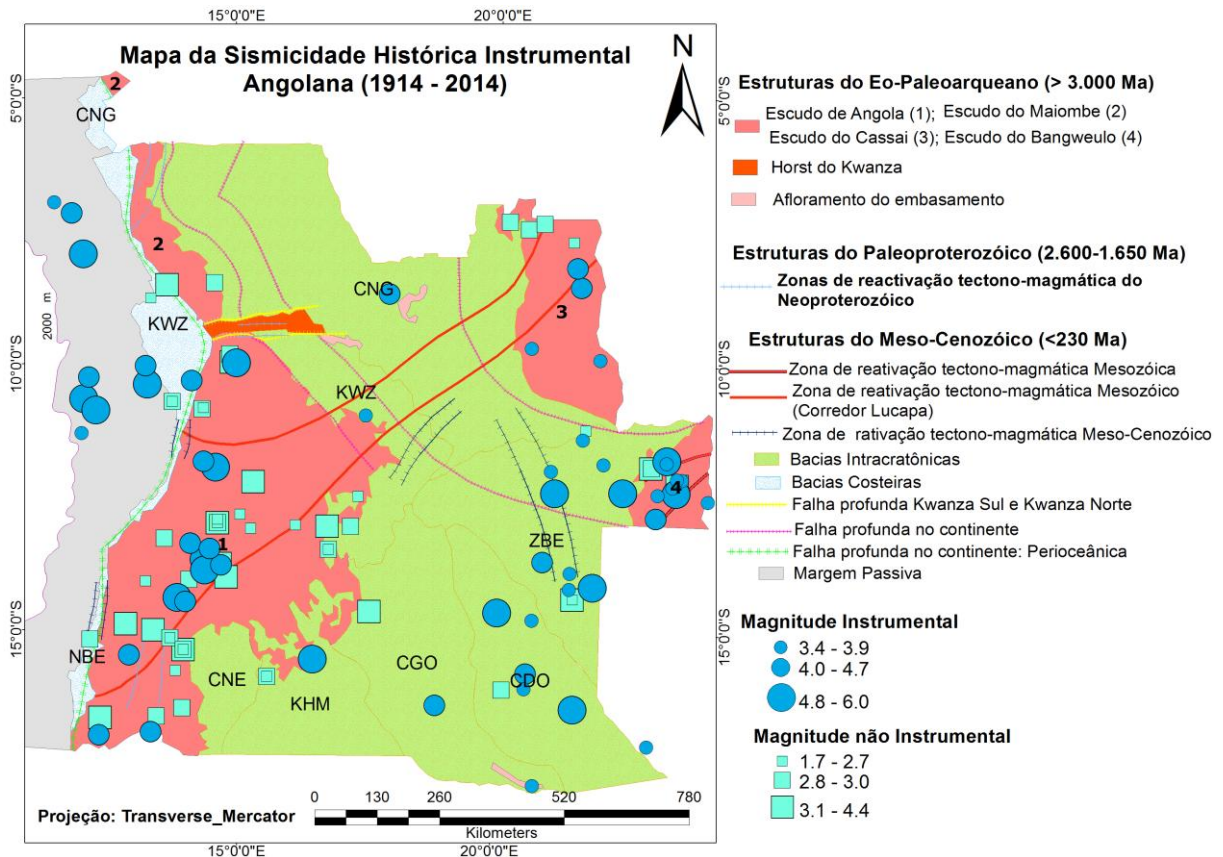 15°0'0"E
20°0'0"E
Mapa da Sismicidade Histórica Instrumental
Angolana (1914 - 2014)
N
5°0'0"S
10°0'0"S
15°0'0"S
5°0'0"S
10°0'0"S
15°0'0"S
2
CNG
2
2000 m
KWZ
CNG
3
KWZ
4
1
ZBE
NBE
CNE
KHM
CGO
CDO
Projeção: Transverse_Mercator
0 130 260 520 780
Kilometers
15°0'0"E
20°0'0"E
Estruturas do Eo-Paleoarqueano (> 3.000 Ma)
Escudo de Angola (1); Escudo do Maiombe (2)
Escudo do Cassai (3); Escudo do Bangweulo (4)
Horst do Kwanza
Afloramento do embasamento
Estruturas do Paleoproterozóico (2.600-1.650 Ma)
Zonas de reactivação tectono-magmática do
Neoproterozóico
Estruturas do Meso-Cenozóico (<230 Ma)
Zona de reativação tectono-magmática Mesozóica
Zona de reativação tectono-magmática Mesozóico
(Corredor Lucapa)
Zona de rativação tectono-magmática Meso-Cenozóico
Bacias Intracratônicas
Bacias Costeiras
Falha profunda Kwanza Sul e Kwanza Norte
Falha profunda no continente
Falha profunda no continente: Perioceânica
Margem Passiva
Magnitude Instrumental
3.4 - 3.9
4.0 - 4.7
4.8 - 6.0
Magnitude não Instrumental
1.7 - 2.7
2.8 - 3.0
3.1 - 4.4